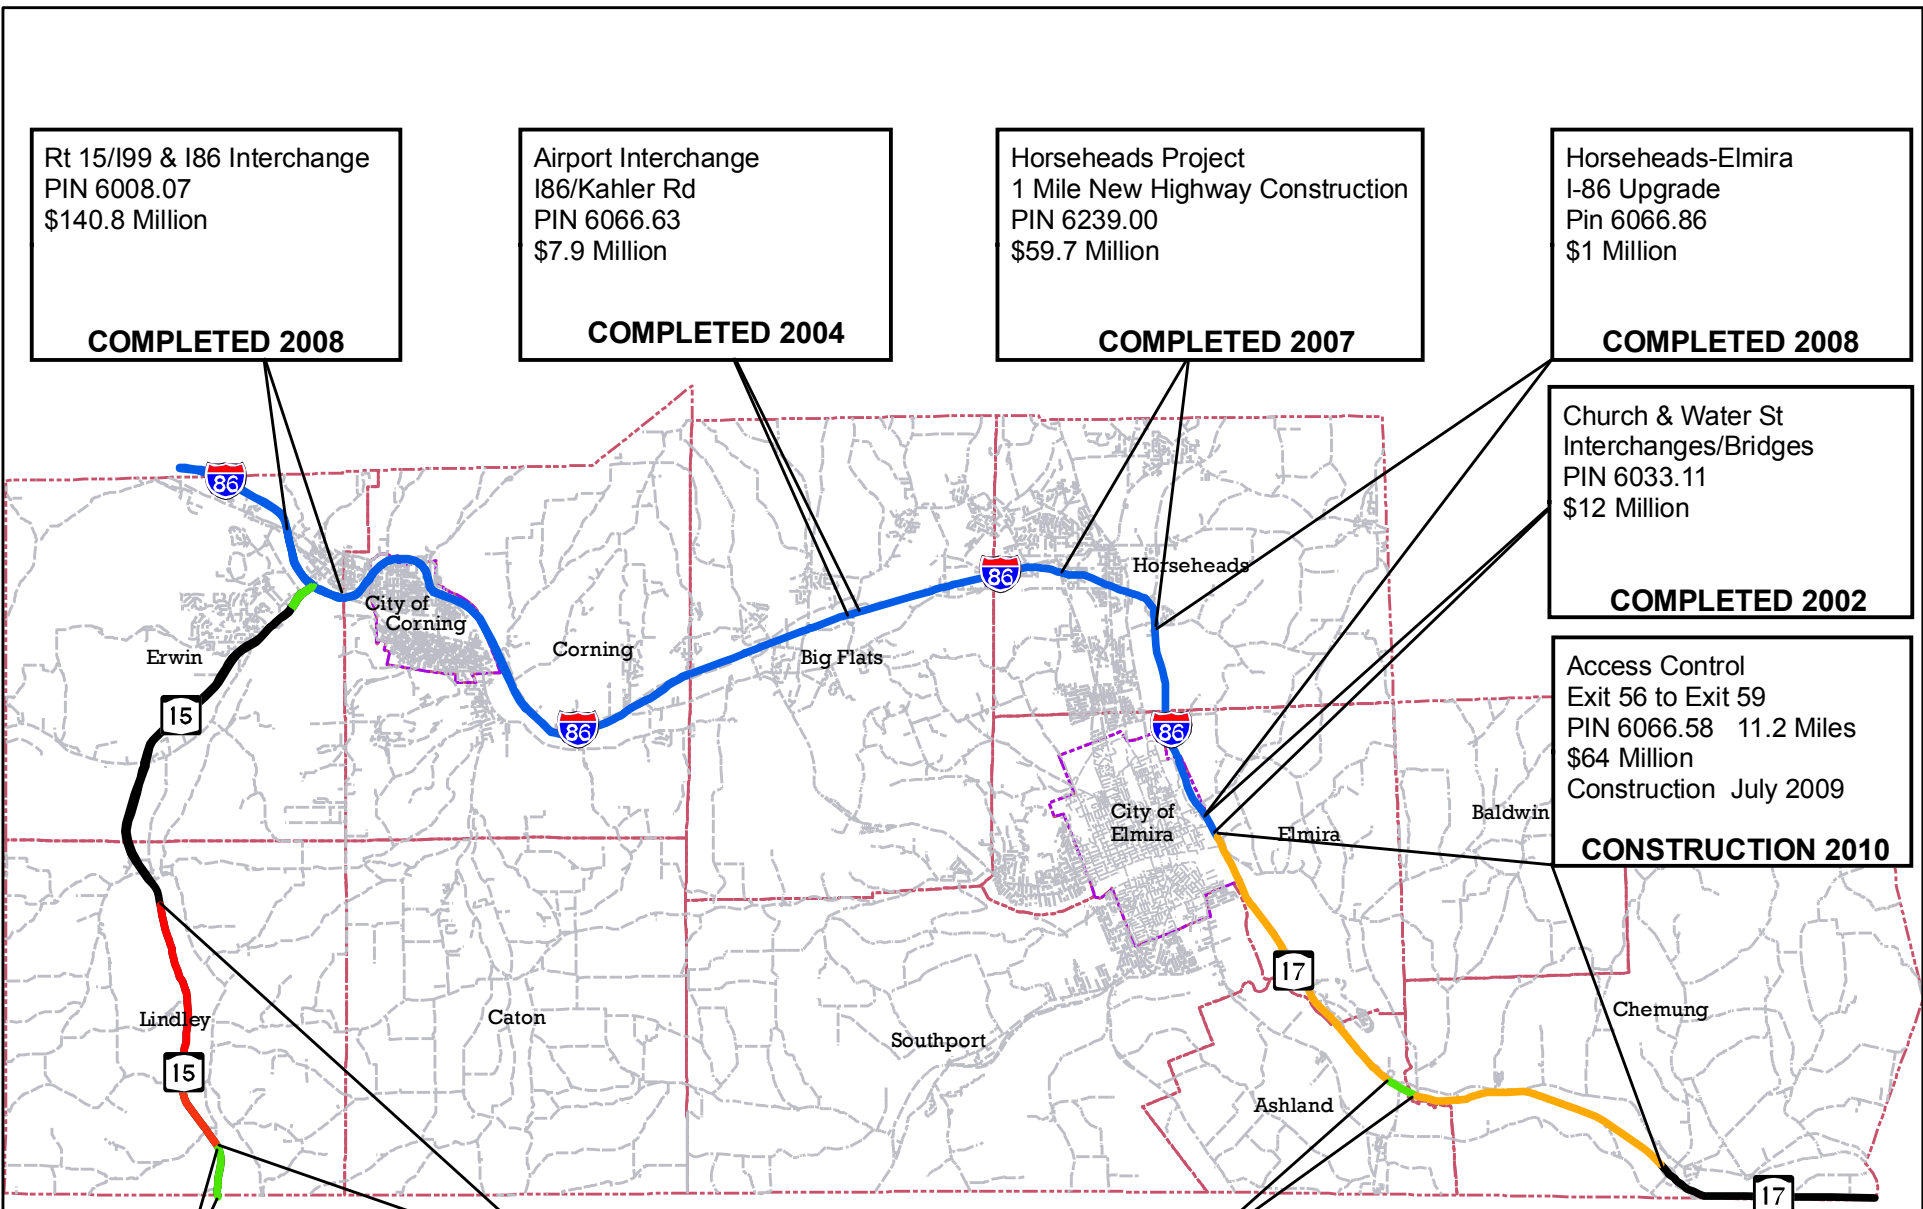 Rt 15/I99 & I86 Interchange
PIN 6008.07
$140.8 Million
COMPLETED 2008
Airport Interchange
I86/Kahler Rd
PIN 6066.63
$7.9 Million
COMPLETED 2004
Horseheads Project
1 Mile New Highway Construction
PIN 6239.00
$59.7 Million
COMPLETED 2007
Horseheads-Elmira
I-86 Upgrade
Pin 6066.86
$1 Million
COMPLETED 2008
Church & Water St
Interchanges/Bridges
PIN 6033.11
$12 Million
COMPLETED 2002
Access Control
Exit 56 to Exit 59
PIN 6066.58 11.2 Miles
$64 Million
Construction July 2009
CONSTRUCTION 2010
86
86
Horseheads
City of
Corning
Erwin
Corning
Big Flats
15
86
86
City of
Elmira
Elmira
Baldwin
17
Lindley
Caton
Southport
Chemung
15
Ashland
17